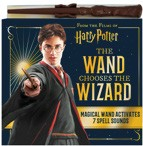 FROM THE FILMS OF
Harry Potter
THE
WAND
CHOOSES THE
WIZARD
MAGICAL WAND ACTIVATES
7 SPELL SOUNDS